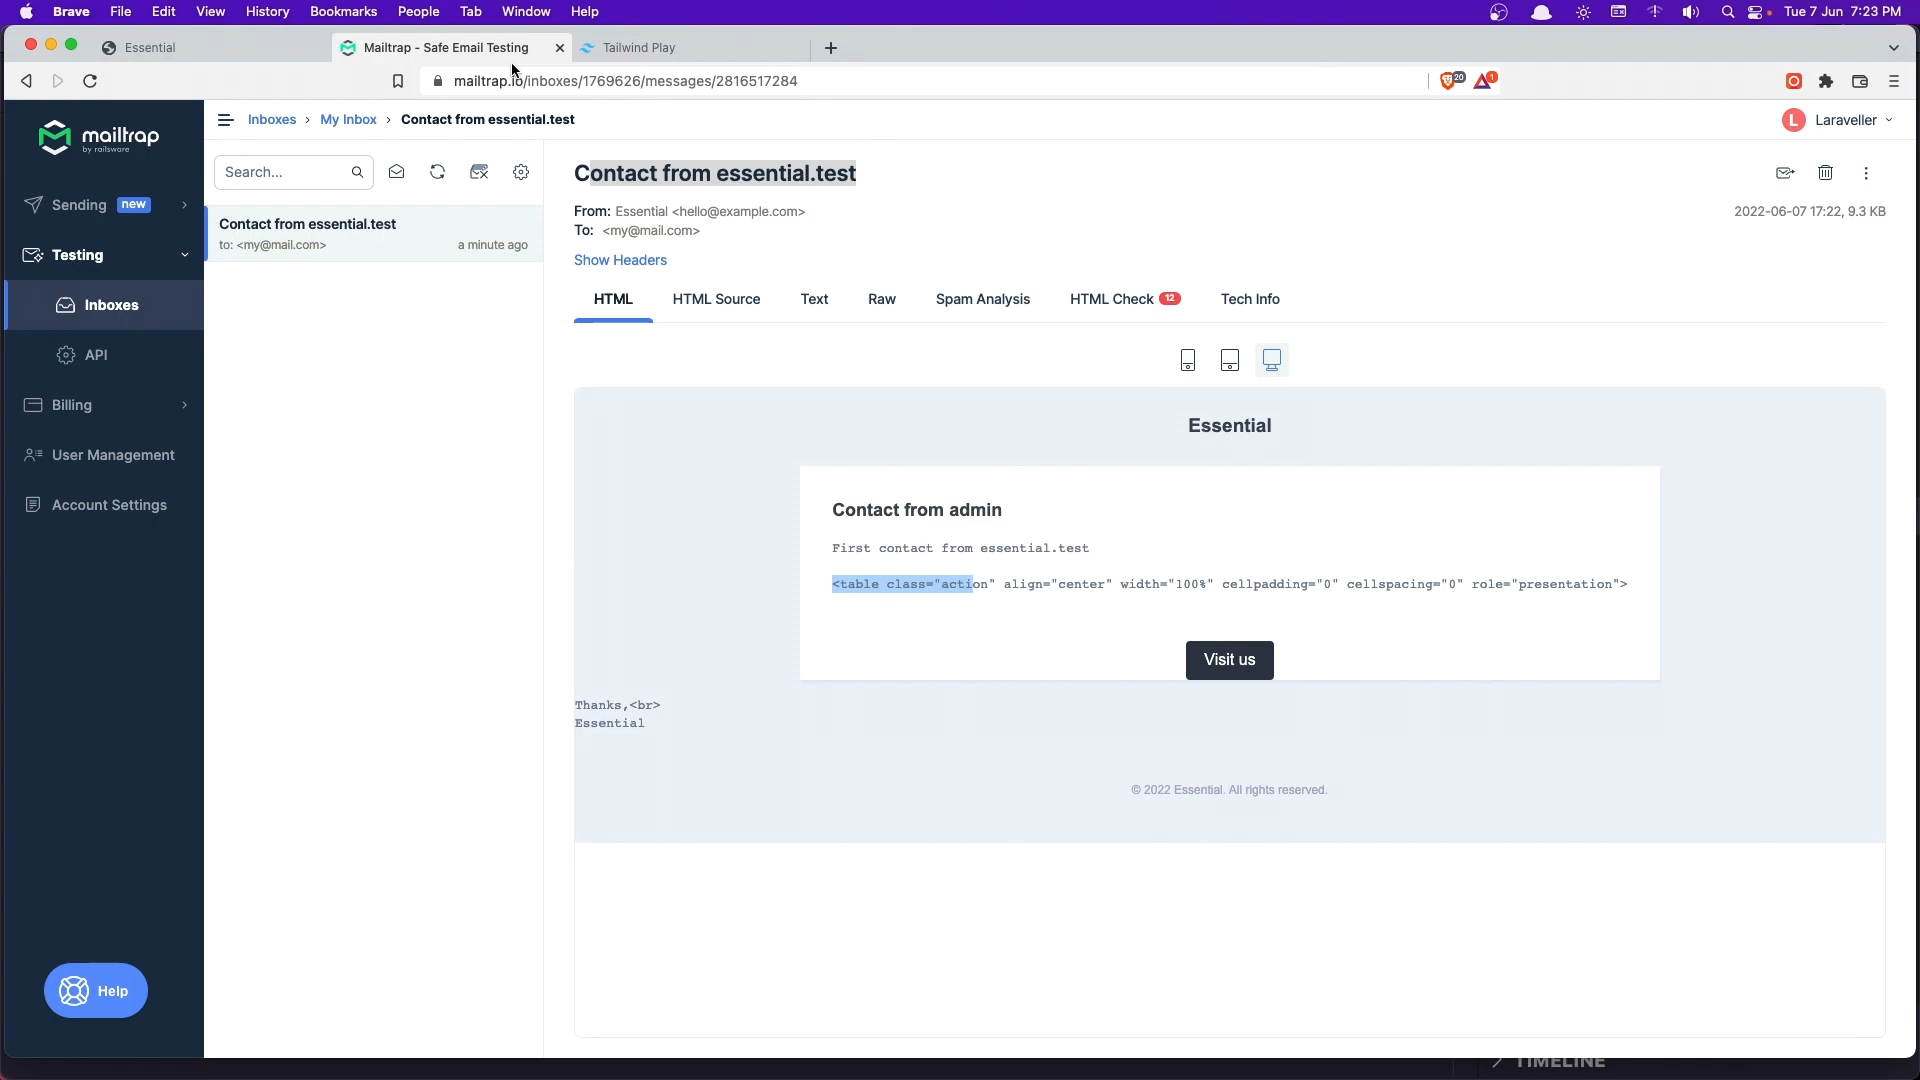 Brave File Edit View History Bookmarks People Tab Window Help
Tue 7 Jun 7:23 PM
Essential
Mailtrap - Safe Email Testing
Tailwind Play
mailtrap.io/inboxes/1769626/messages/2816517284
20
1
mailtrap
by railsware
Inboxes › My Inbox › Contact from essential.test
L Laraveller
Search...
Sending new
Testing
Inboxes
API
Billing
User Management
Account Settings
Help
Contact from essential.test
to: <my@mail.com> a minute ago
Contact from essential.test
From: Essential <hello@example.com>
2022-06-07 17:22, 9.3 KB
To: <my@mail.com>
Show Headers
HTML HTML Source Text Raw Spam Analysis HTML Check 12 Tech Info
Essential
Contact from admin
First contact from essential.test
<table class="action" align="center" width="100%" cellpadding="0" cellspacing="0" role="presentation">
Visit us
Thanks,<br>
Essential
© 2022 Essential. All rights reserved.
TIMELINE